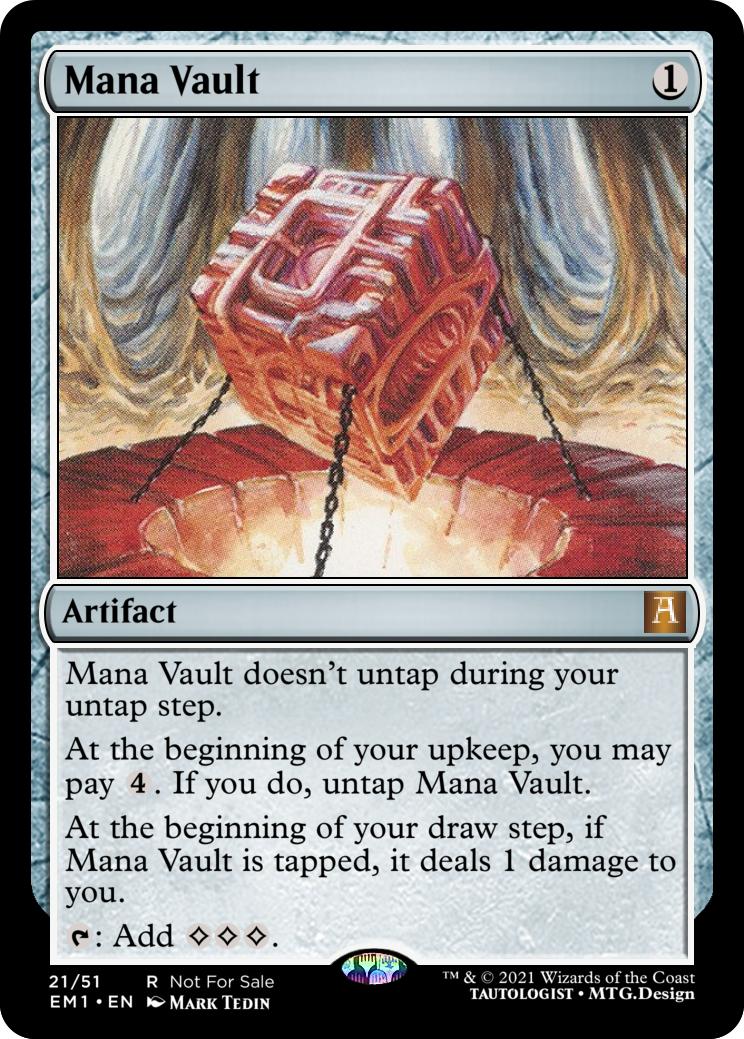 Mana Vault 1
Artifact A
Mana Vault doesn't untap during your
untap step.
At the beginning of your upkeep, you may
pay 4. If you do, untap Mana Vault.
At the beginning of your draw step, if
Mana Vault is tapped, it deals 1 damage to
you.
: Add .
21/51 R Not For Sale
EM1 • EN Mark Tedin
™ & © 2021 Wizards of the Coast
TAUTOLOGIST • MTG.Design